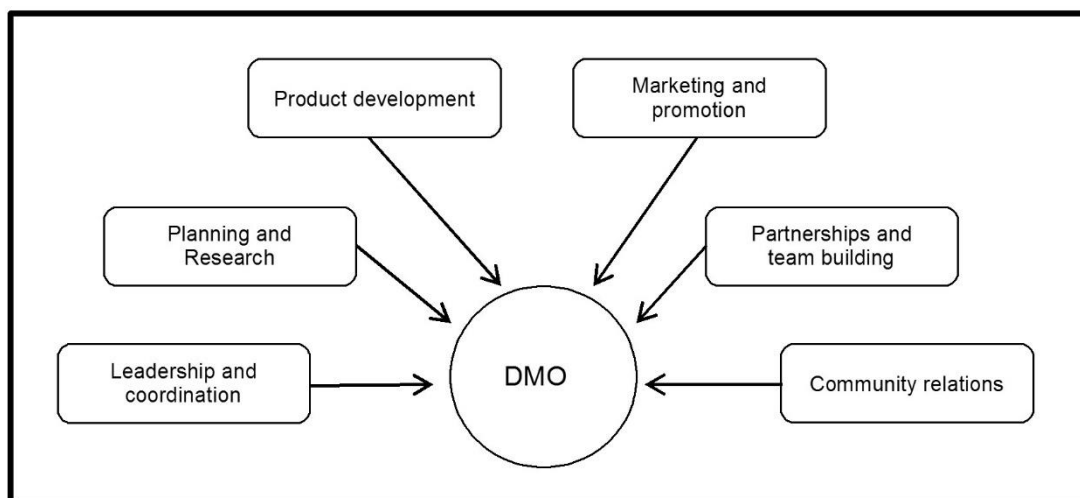 Product development
Marketing and
promotion
Planning and
Research
Partnerships and
team building
Leadership and
coordination
DMO
Community relations